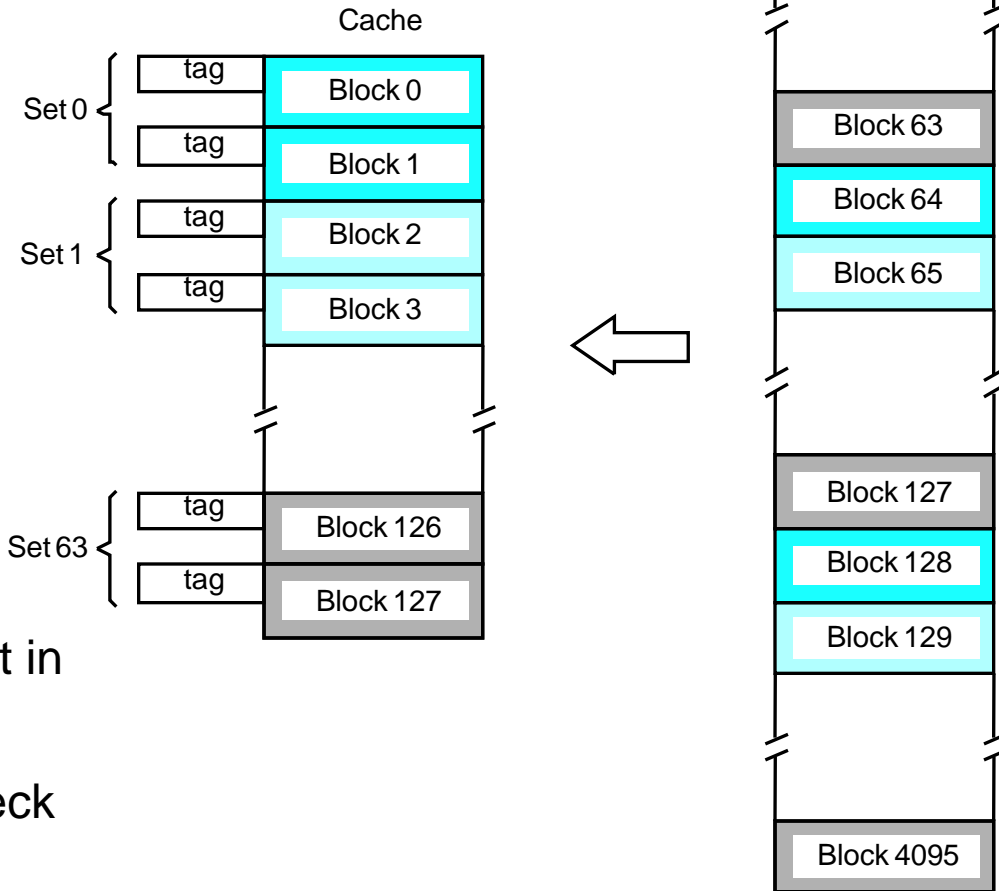 Cache
Set 0
tag
Block 0
tag
Block 1
Set 1
tag
Block 2
tag
Block 3
Set 63
tag
Block 126
tag
Block 127
t in
eck
Block 63
Block 64
Block 65
Block 127
Block 128
Block 129
Block 4095